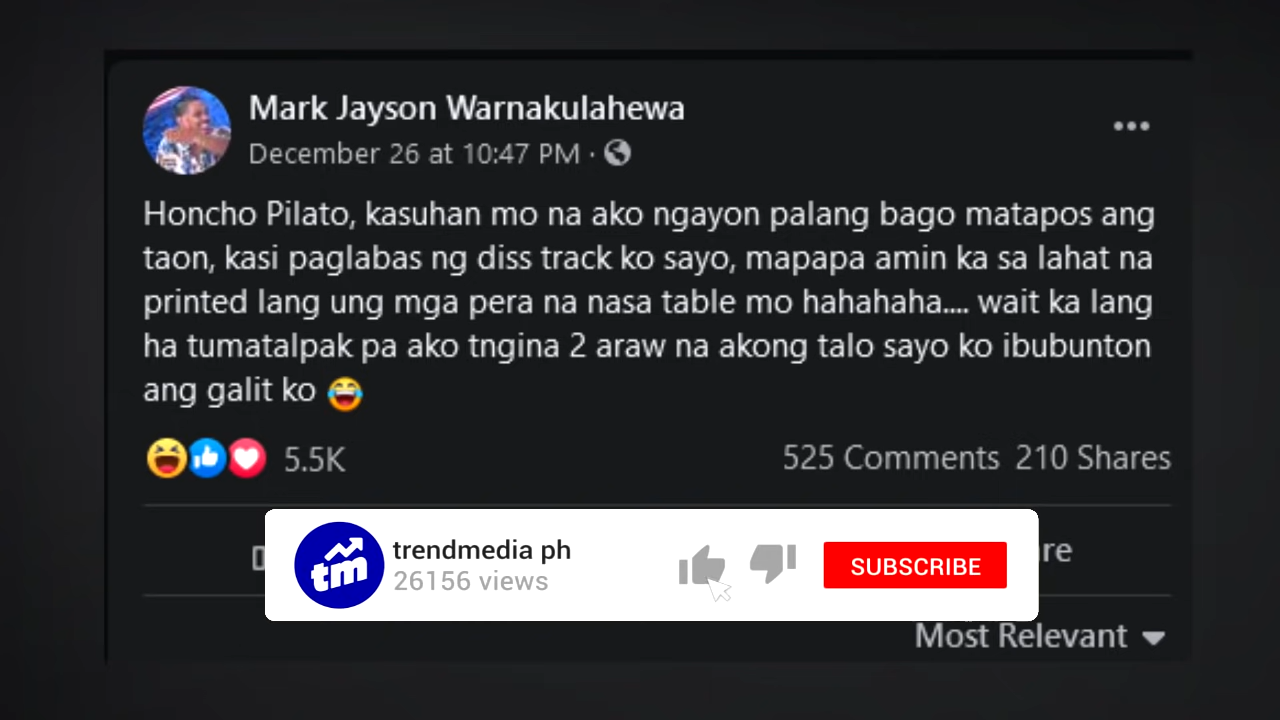 Mark Jayson Warnakulahewa
December 26 at 10:47 PM ·
Honcho Pilato, kasuhan mo na ako ngayon palang bago matapos ang
taon, kasi paglabas ng diss track ko sayo, mapapa amin ka sa lahat na
printed lang ung mga pera na nasa table mo hahahaha.... wait ka lang
ha tumatalpak pa ako tngina 2 araw na akong talo sayo ko ibubunton
ang galit ko 😂
5.5K
525 Comments 210 Shares
tm
trendmedia ph
26156 views
SUBSCRIBE
Most Relevant